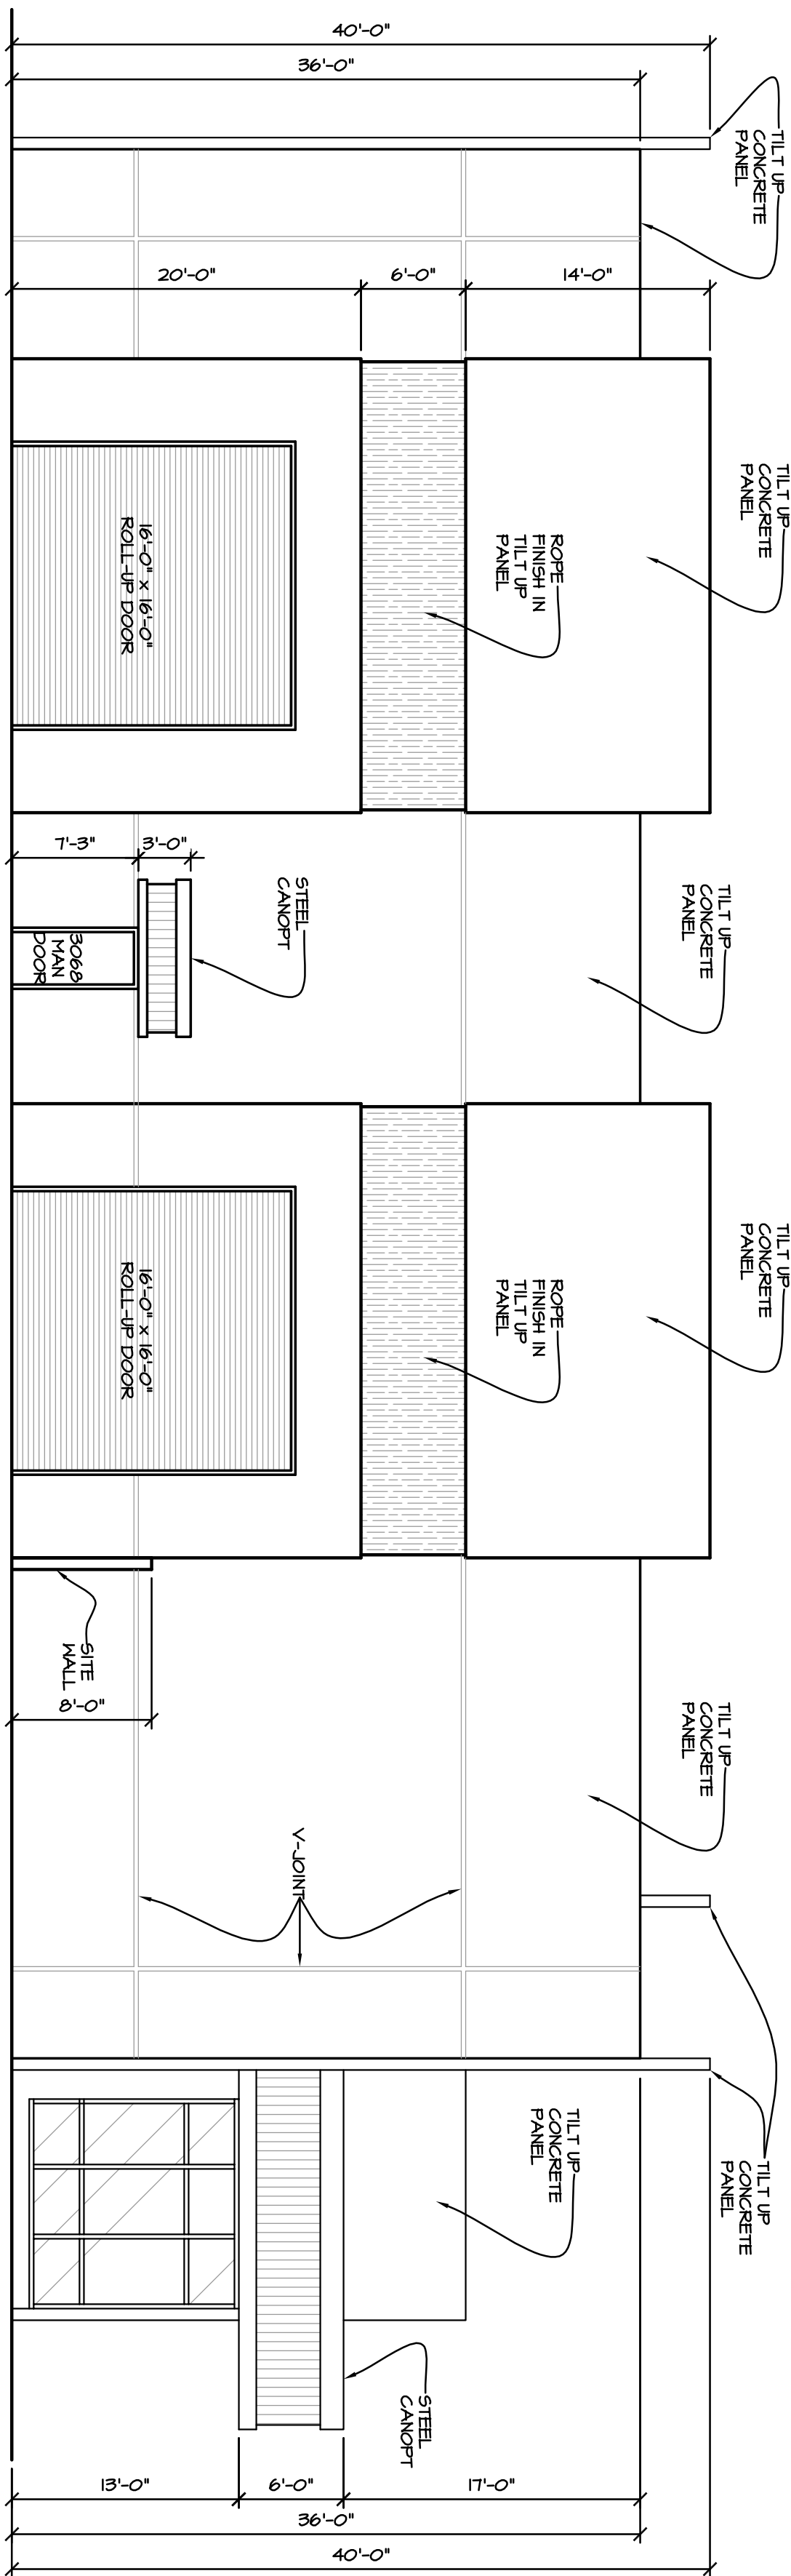 40'-0"
36'-0"
TILT UP
CONCRETE
PANEL
20'-0"
6'-0"
14'-0"
TILT UP
CONCRETE
PANEL
ROPE
FINISH IN
TILT UP
PANEL
16'-0" x 16'-0"
ROLL-UP DOOR
7'-3"
3'-0"
STEEL
CANOPT
3068
MAN
DOOR
TILT UP
CONCRETE
PANEL
TILT UP
CONCRETE
PANEL
ROPE
FINISH IN
TILT UP
PANEL
16'-0" x 16'-0"
ROLL-UP DOOR
SITE
WALL
8'-0"
TILT UP
CONCRETE
PANEL
V-JOINT
TILT UP
CONCRETE
PANEL
TILT UP
CONCRETE
PANEL
STEEL
CANOPT
13'-0"
6'-0"
17'-0"
36'-0"
40'-0"